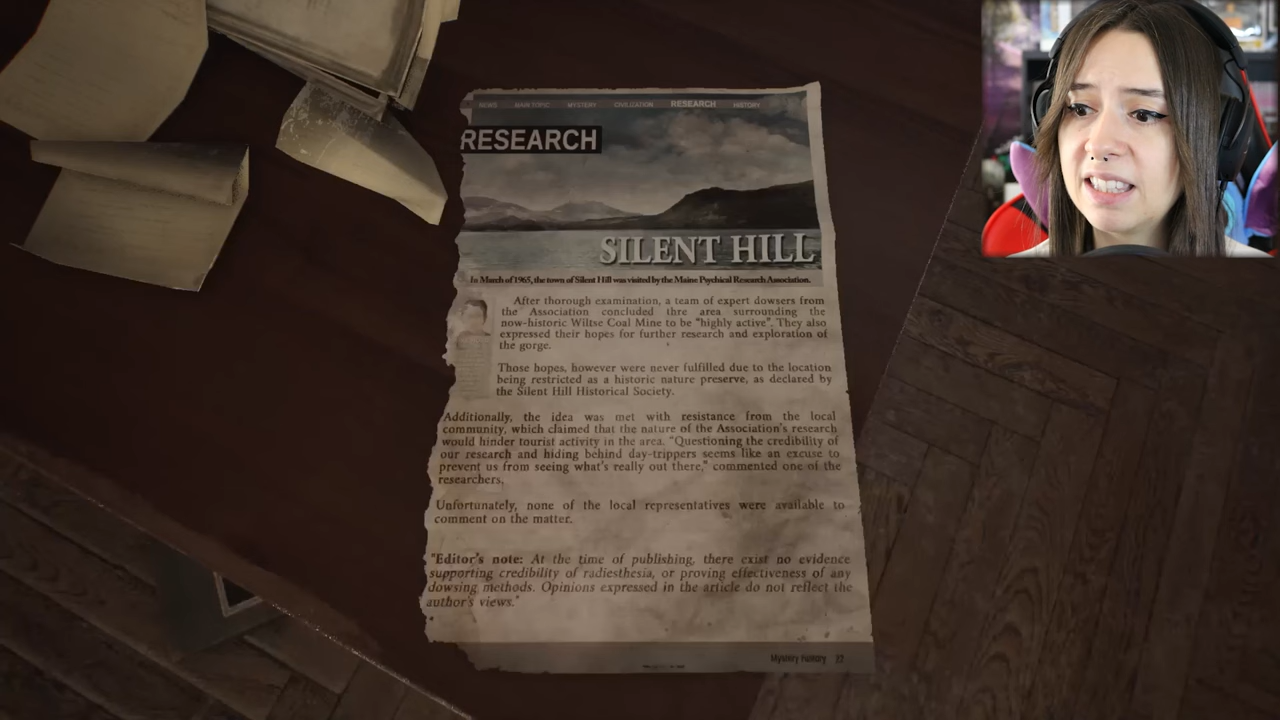 NEWS MAIN TOPIC MYSTERY CIVILIZATION RESEARCH HISTORY
RESEARCH
SILENT HILL
In March of 1965, the town of Silent Hill was visited by the Maine Psychical Research Association.
After thorough examination, a team of expert dowsers from
the Association concluded thre area surrounding the
now-historic Wiltse Coal Mine to be "highly active". They also
expressed their hopes for further research and exploration of
the gorge.
Those hopes, however were never fulfilled due to the location
being restricted as a historic nature preserve, as declared by
the Silent Hill Historical Society.
Additionally, the idea was met with resistance from the local
community, which claimed that the nature of the Association's research
would hinder tourist activity in the area. "Questioning the credibility of
our research and hiding behind day-trippers seems like an excuse to
prevent us from seeing what's really out there," commented one of the
researchers.
Unfortunately, none of the local representatives were available to
comment on the matter.
"Editor's note: At the time of publishing, there exist no evidence
supporting credibility of radiesthesia, or proving effectiveness of any
dowsing methods. Opinions expressed in the article do not reflect the
author's views."
Mystery History 27